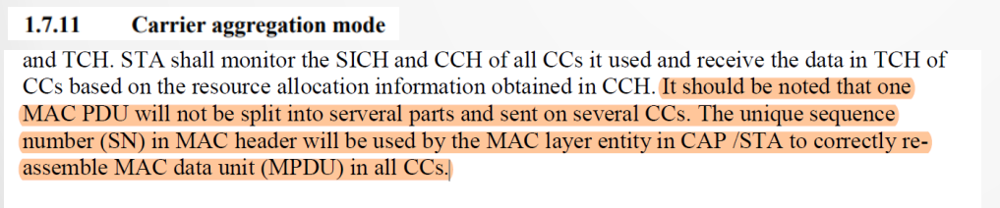 1.7.11 Carrier aggregation mode
and TCH. STA shall monitor the SICH and CCH of all CCs it used and receive the data in TCH of
CCs based on the resource allocation information obtained in CCH. It should be noted that one
MAC PDU will not be split into serveral parts and sent on several CCs. The unique sequence
number (SN) in MAC header will be used by the MAC layer entity in CAP /STA to correctly re-
assemble MAC data unit (MPDU) in all CCs.